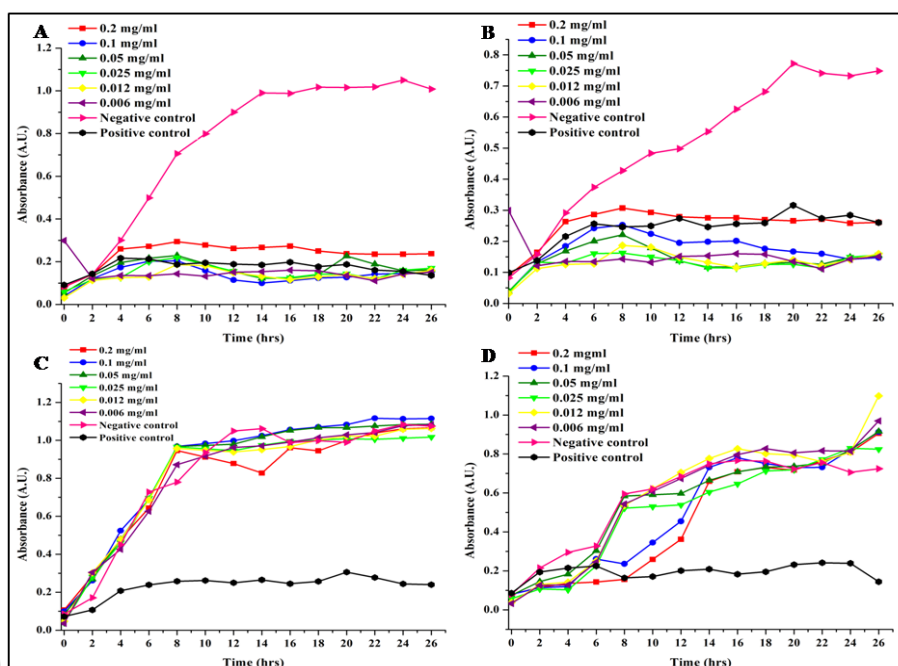 A
0.2 mg/ml
0.1 mg/ml
0.05 mg/ml
0.025 mg/ml
0.012 mg/ml
0.006 mg/ml
Negative control
Positive control
1.2
1.0
0.8
0.6
0.4
0.2
0.0
Absorbance (A.U.)
0 2 4 6 8 10 12 14 16 18 20 22 24 26
Time (hrs)
B
0.2 mg/ml
0.1 mg/ml
0.05 mg/ml
0.025 mg/ml
0.012 mg/ml
0.006 mg/ml
Negative control
Positive control
0.8
0.7
0.6
0.5
0.4
0.3
0.2
0.1
0.0
Absorbance (A.U.)
0 2 4 6 8 10 12 14 16 18 20 22 24 26
Time (hrs)
C
0.2 mg/ml
0.1 mg/ml
0.05 mg/ml
0.025 mg/ml
0.012 mg/ml
0.006 mg/ml
Negative control
Positive control
1.4
1.2
1.0
0.8
0.6
0.4
0.2
0.0
Absorbance (A.U.)
0 2 4 6 8 10 12 14 16 18 20 22 24 26
Time (hrs)
D
0.2 mgml
0.1 mg/ml
0.05 mg/ml
0.025 mg/ml
0.012 mg/ml
0.006 mg/ml
Negative control
Positive control
1.2
1.0
0.8
0.6
0.4
0.2
0.0
Absorbance (A.U.)
0 2 4 6 8 10 12 14 16 18 20 22 24 26
Time (hrs)